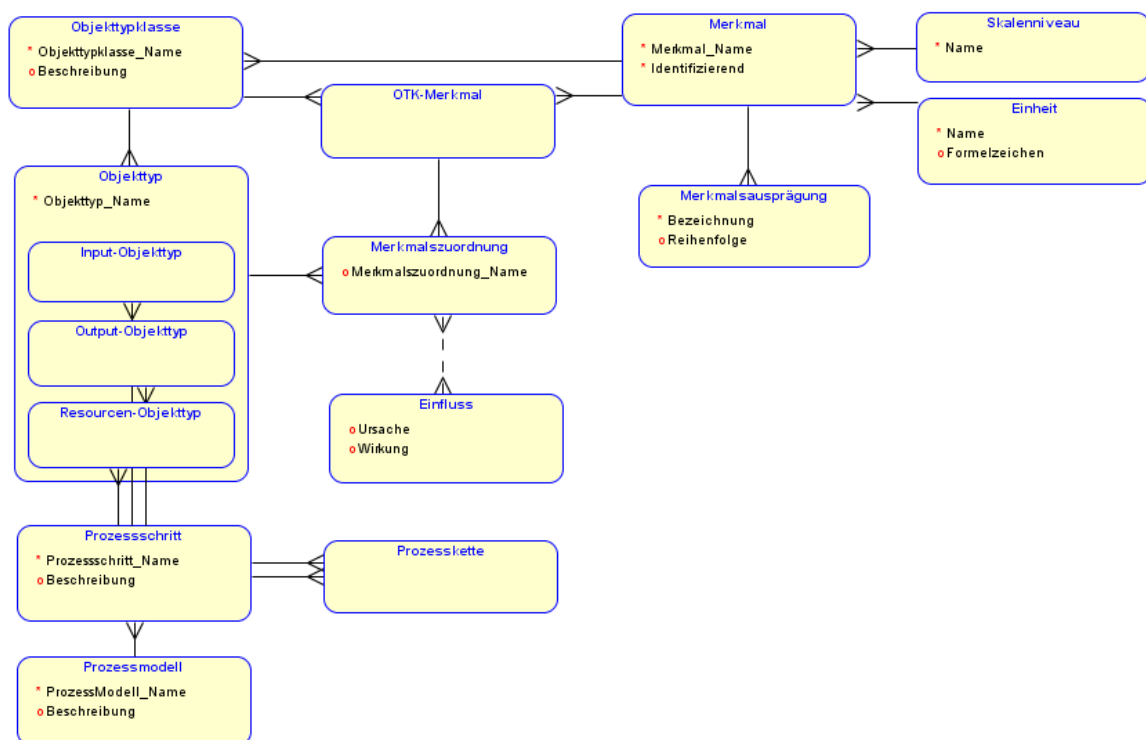 Objekttypklasse
* Objekttypklasse_Name
o Beschreibung
Merkmal
* Merkmal_Name
* Identifizierend
Skalenniveau
* Name
OTK-Merkmal
Einheit
* Name
o Formelzeichen
Objekttyp
* Objekttyp_Name
Merkmalsausprägung
* Bezeichnung
o Reihenfolge
Input-Objekttyp
Merkmalszuordnung
o Merkmalszuordnung_Name
Output-Objekttyp
Resourcen-Objekttyp
Einfluss
o Ursache
o Wirkung
Prozessschritt
* Prozessschritt_Name
o Beschreibung
Prozesskette
Prozessmodell
* ProzessModell_Name
o Beschreibung